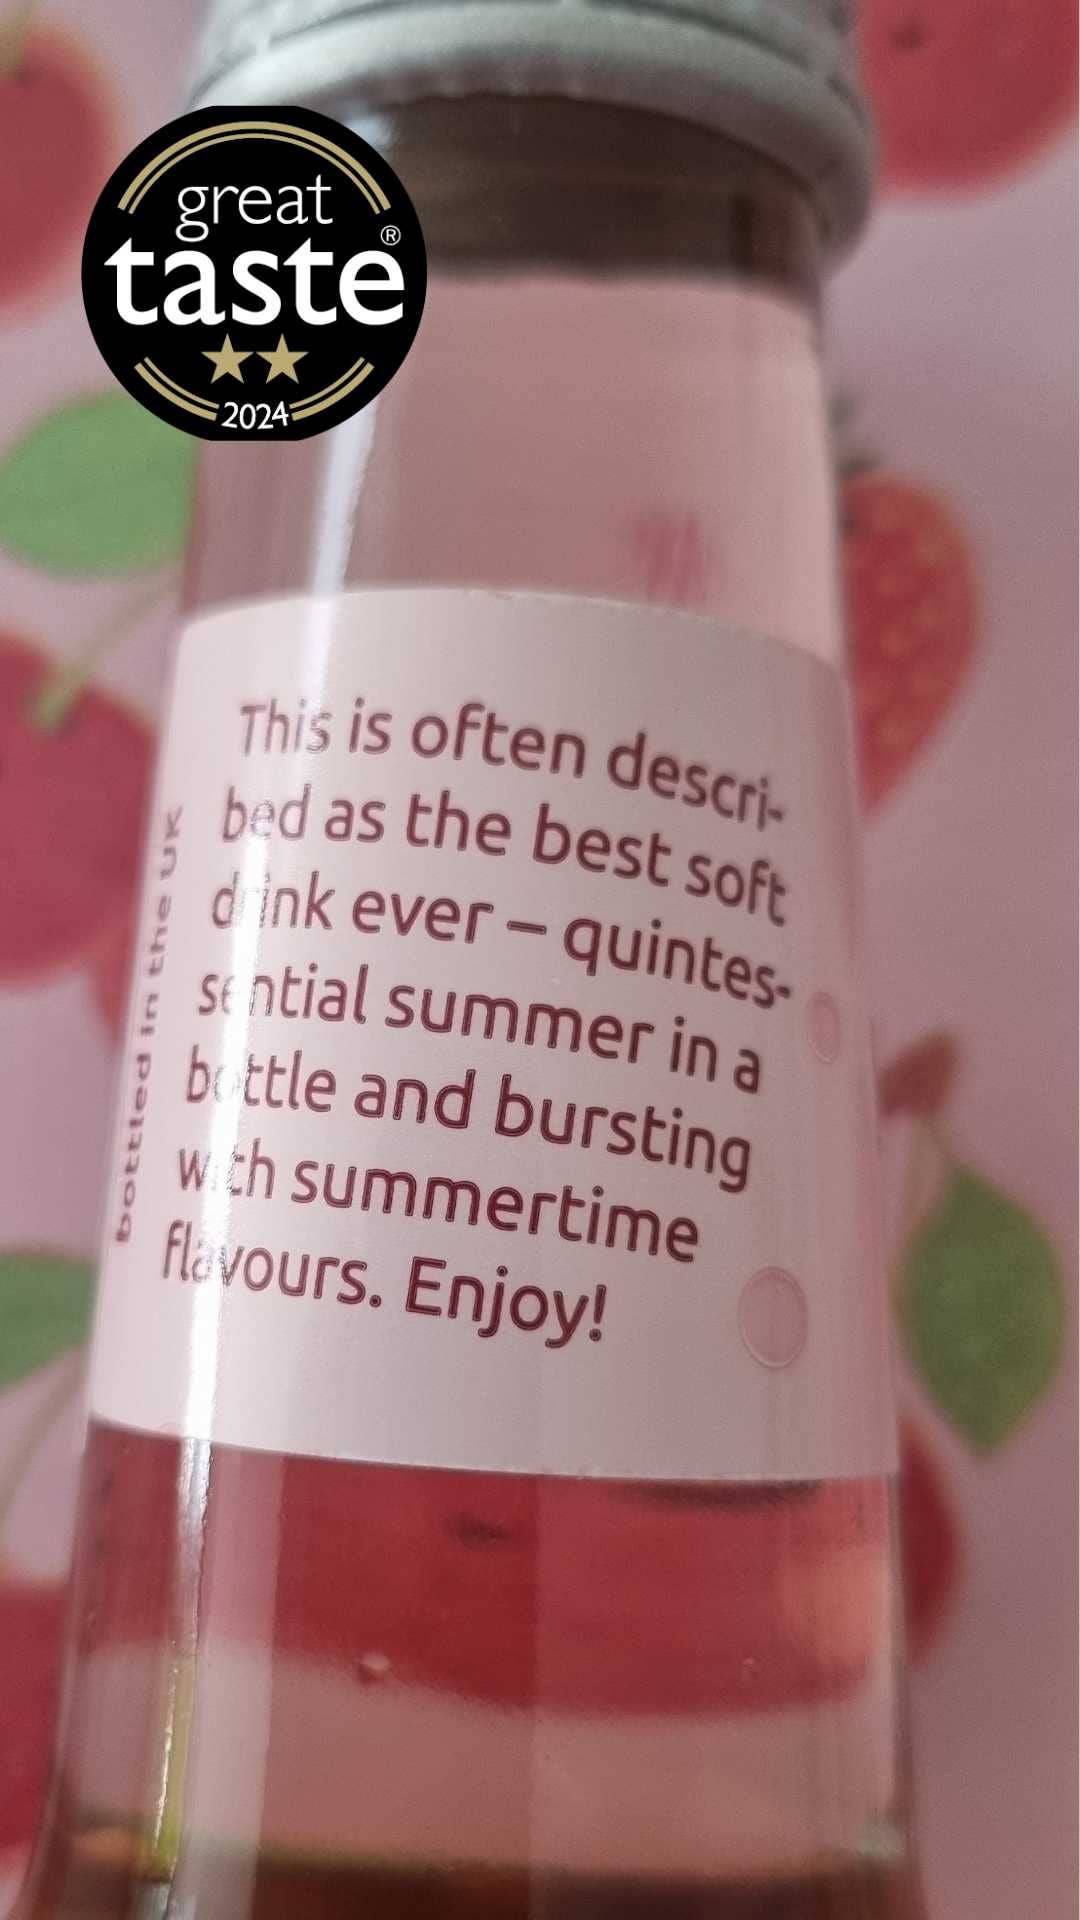 great
taste®
2024
This is often descri-
bed as the best soft
drink ever – quintes-
sential summer in a
bottle and bursting
with summertime
flavours. Enjoy!
bottled in the UK